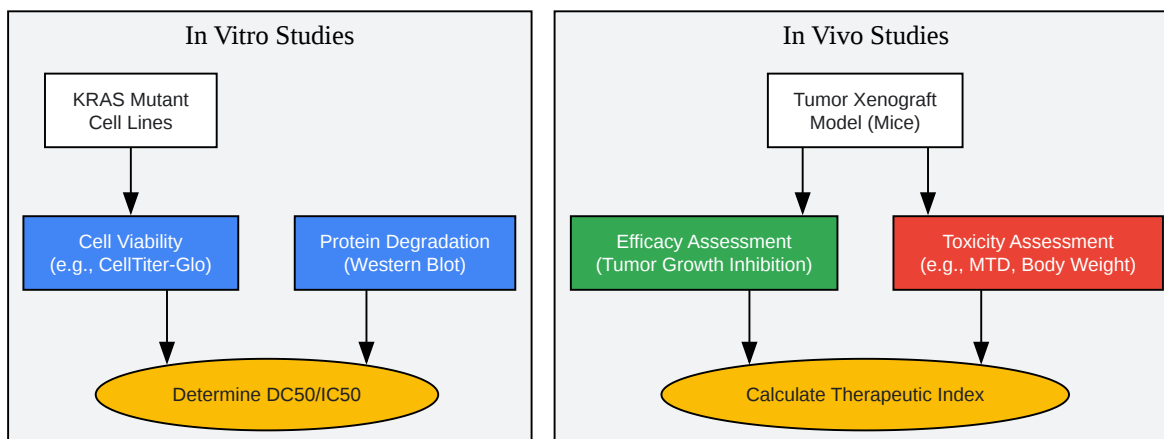 In Vitro Studies
KRAS Mutant
Cell Lines
Cell Viability
(e.g., CellTiter-Glo)
Protein Degradation
(Western Blot)
Determine DC50/IC50
In Vivo Studies
Tumor Xenograft
Model (Mice)
Efficacy Assessment
(Tumor Growth Inhibition)
Toxicity Assessment
(e.g., MTD, Body Weight)
Calculate Therapeutic Index